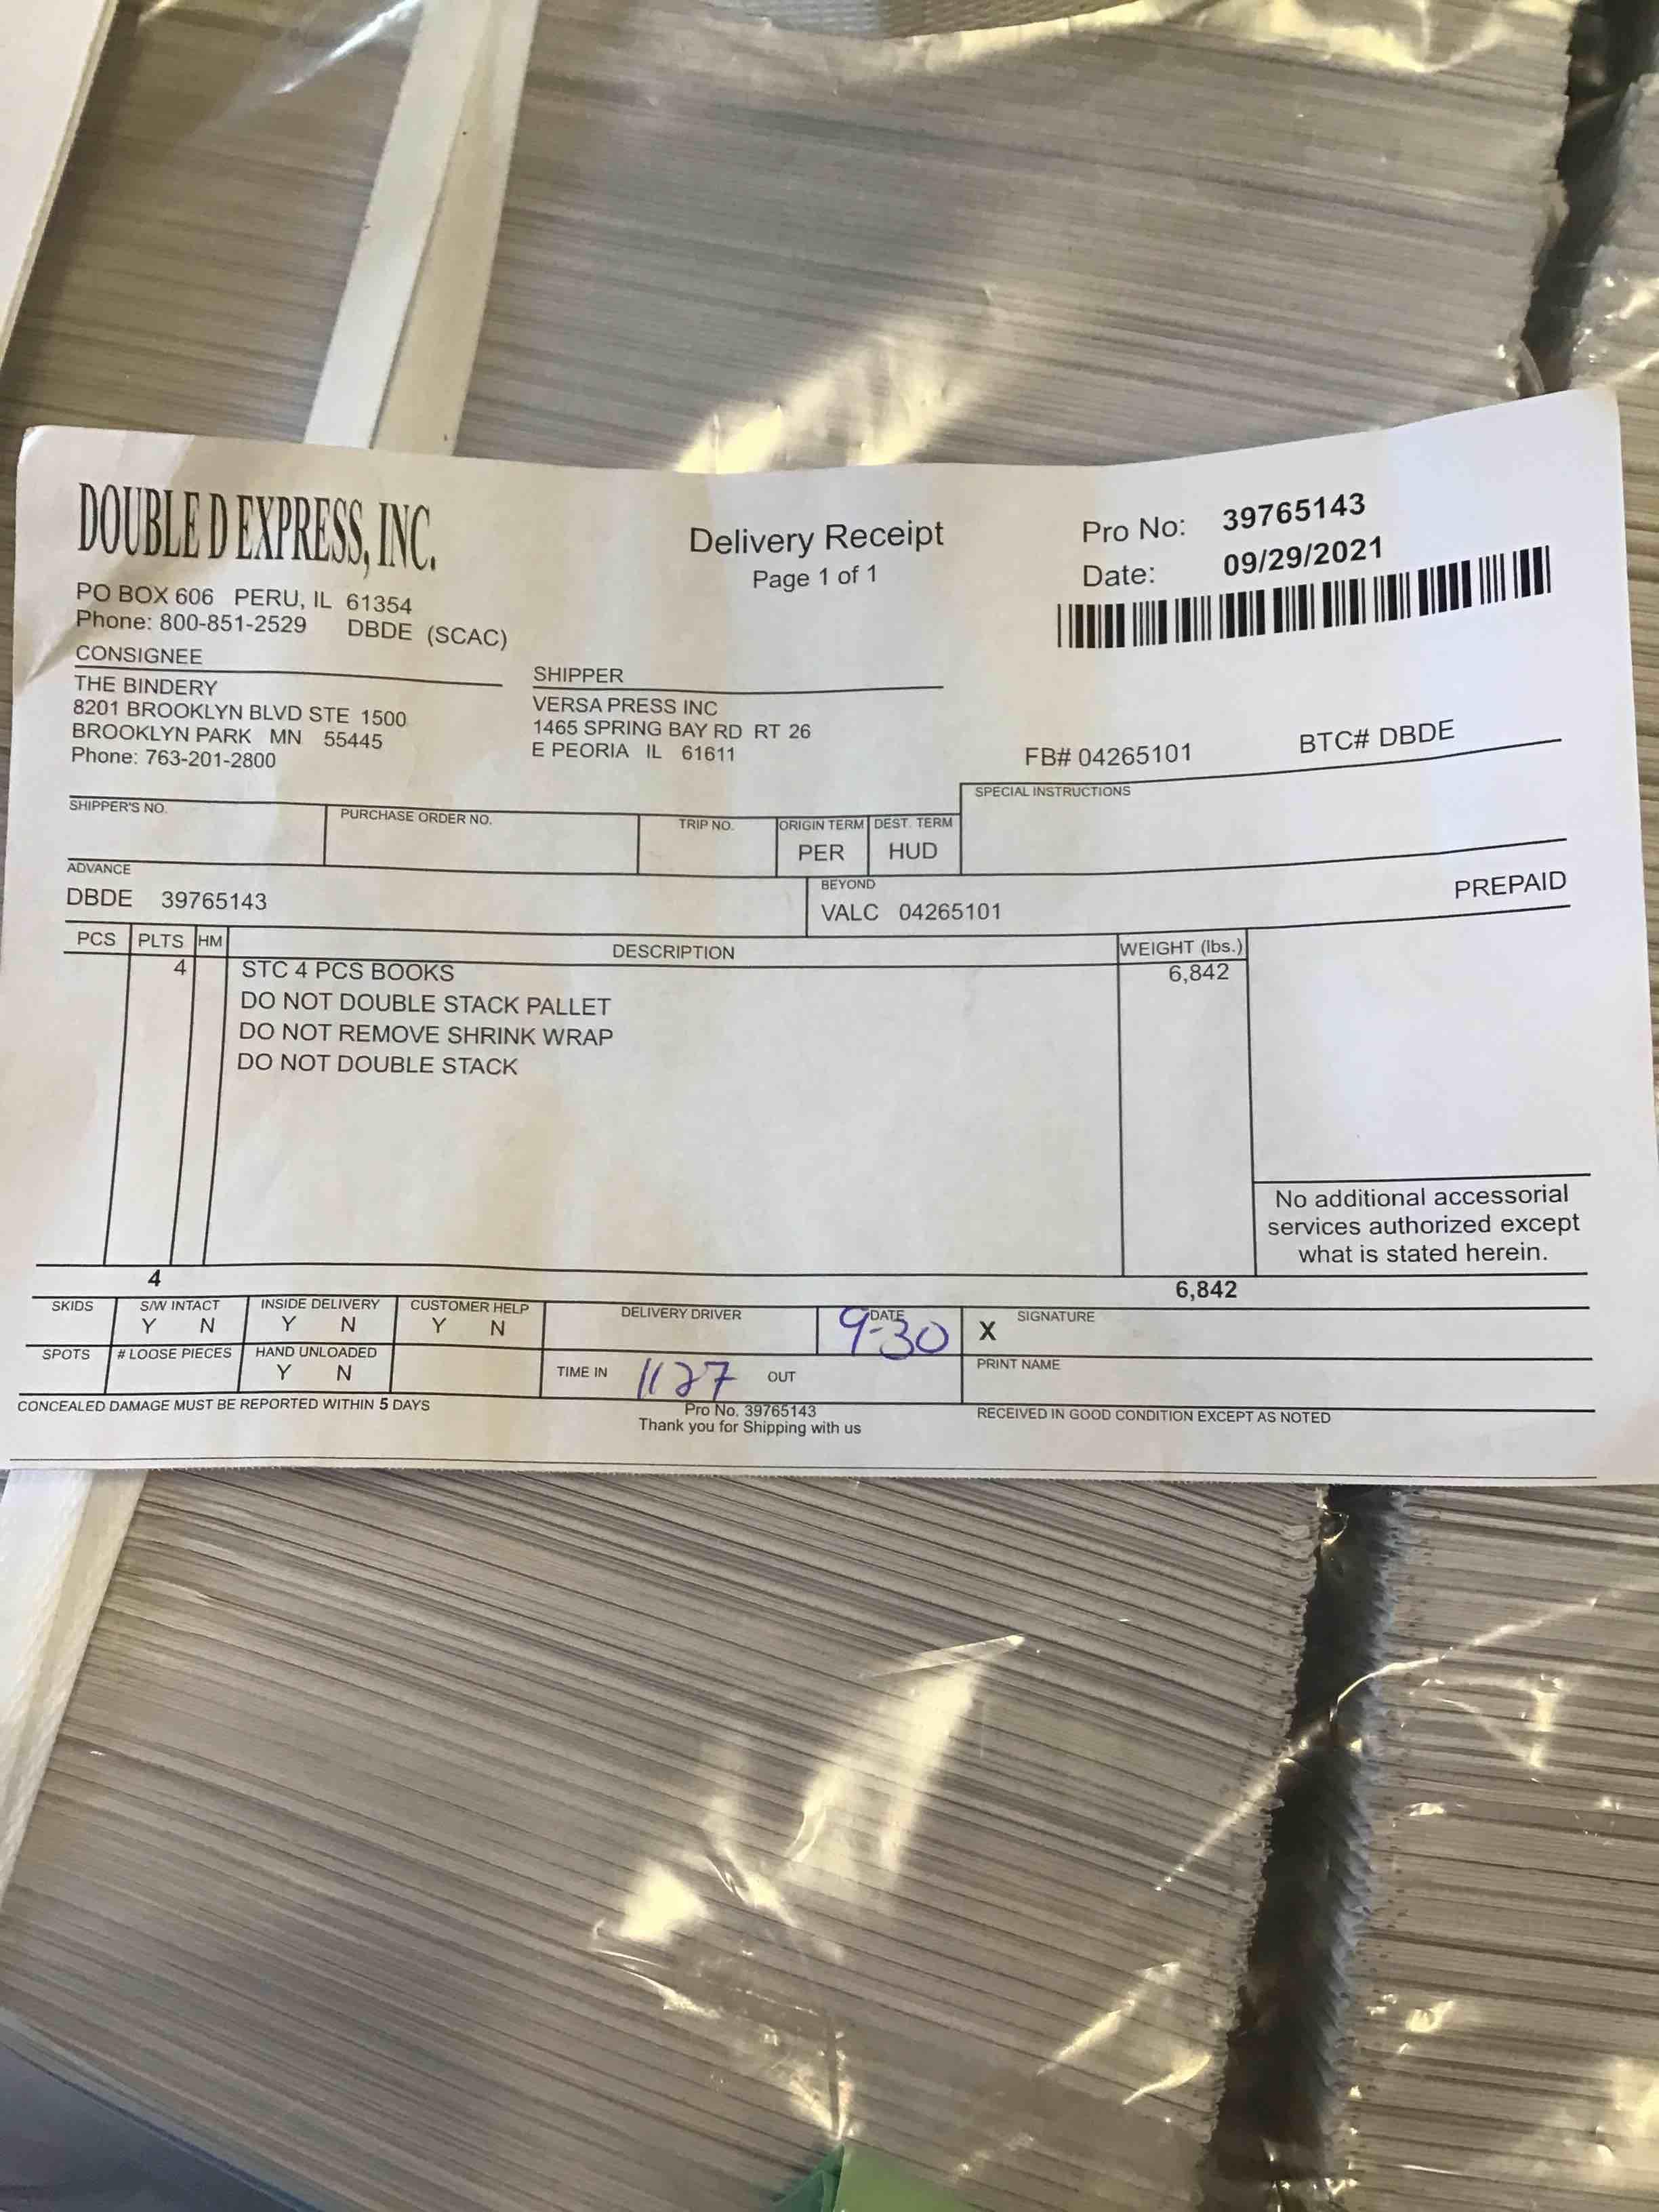 DOUBLE D EXPRESS, INC.
PO BOX 606 PERU, IL 61354
Phone: 800-851-2529 DBDE (SCAC)
Delivery Receipt
Page 1 of 1
Pro No: 39765143
Date: 09/29/2021
CONSIGNEE
THE BINDERY
8201 BROOKLYN BLVD STE 1500
BROOKLYN PARK MN 55445
Phone: 763-201-2800
SHIPPER
VERSA PRESS INC
1465 SPRING BAY RD RT 26
E PEORIA IL 61611
FB# 04265101 BTC# DBDE
SHIPPER'S NO. PURCHASE ORDER NO. TRIP NO. ORIGIN TERM DEST. TERM SPECIAL INSTRUCTIONS
PER HUD
ADVANCE
DBDE 39765143
BEYOND
VALC 04265101
PREPAID
PCS PLTS HM DESCRIPTION WEIGHT (lbs.)
4 STC 4 PCS BOOKS 6,842
DO NOT DOUBLE STACK PALLET
DO NOT REMOVE SHRINK WRAP
DO NOT DOUBLE STACK
No additional accessorial
services authorized except
what is stated herein.
4 6,842
SKIDS S/W INTACT INSIDE DELIVERY CUSTOMER HELP DELIVERY DRIVER DATE SIGNATURE
Y N Y N Y N 9-30 X
SPOTS # LOOSE PIECES HAND UNLOADED TIME IN 1127 OUT PRINT NAME
Y N
CONCEALED DAMAGE MUST BE REPORTED WITHIN 5 DAYS
Pro No. 39765143
Thank you for Shipping with us
RECEIVED IN GOOD CONDITION EXCEPT AS NOTED